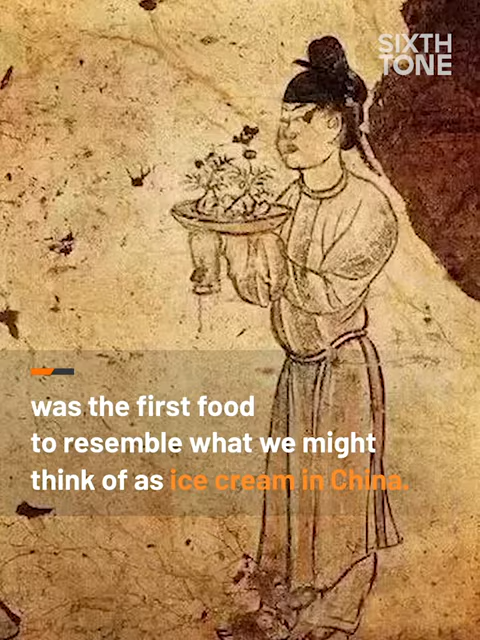 SIXTH
TONE
was the first food
to resemble what we might
think of as ice cream in China.